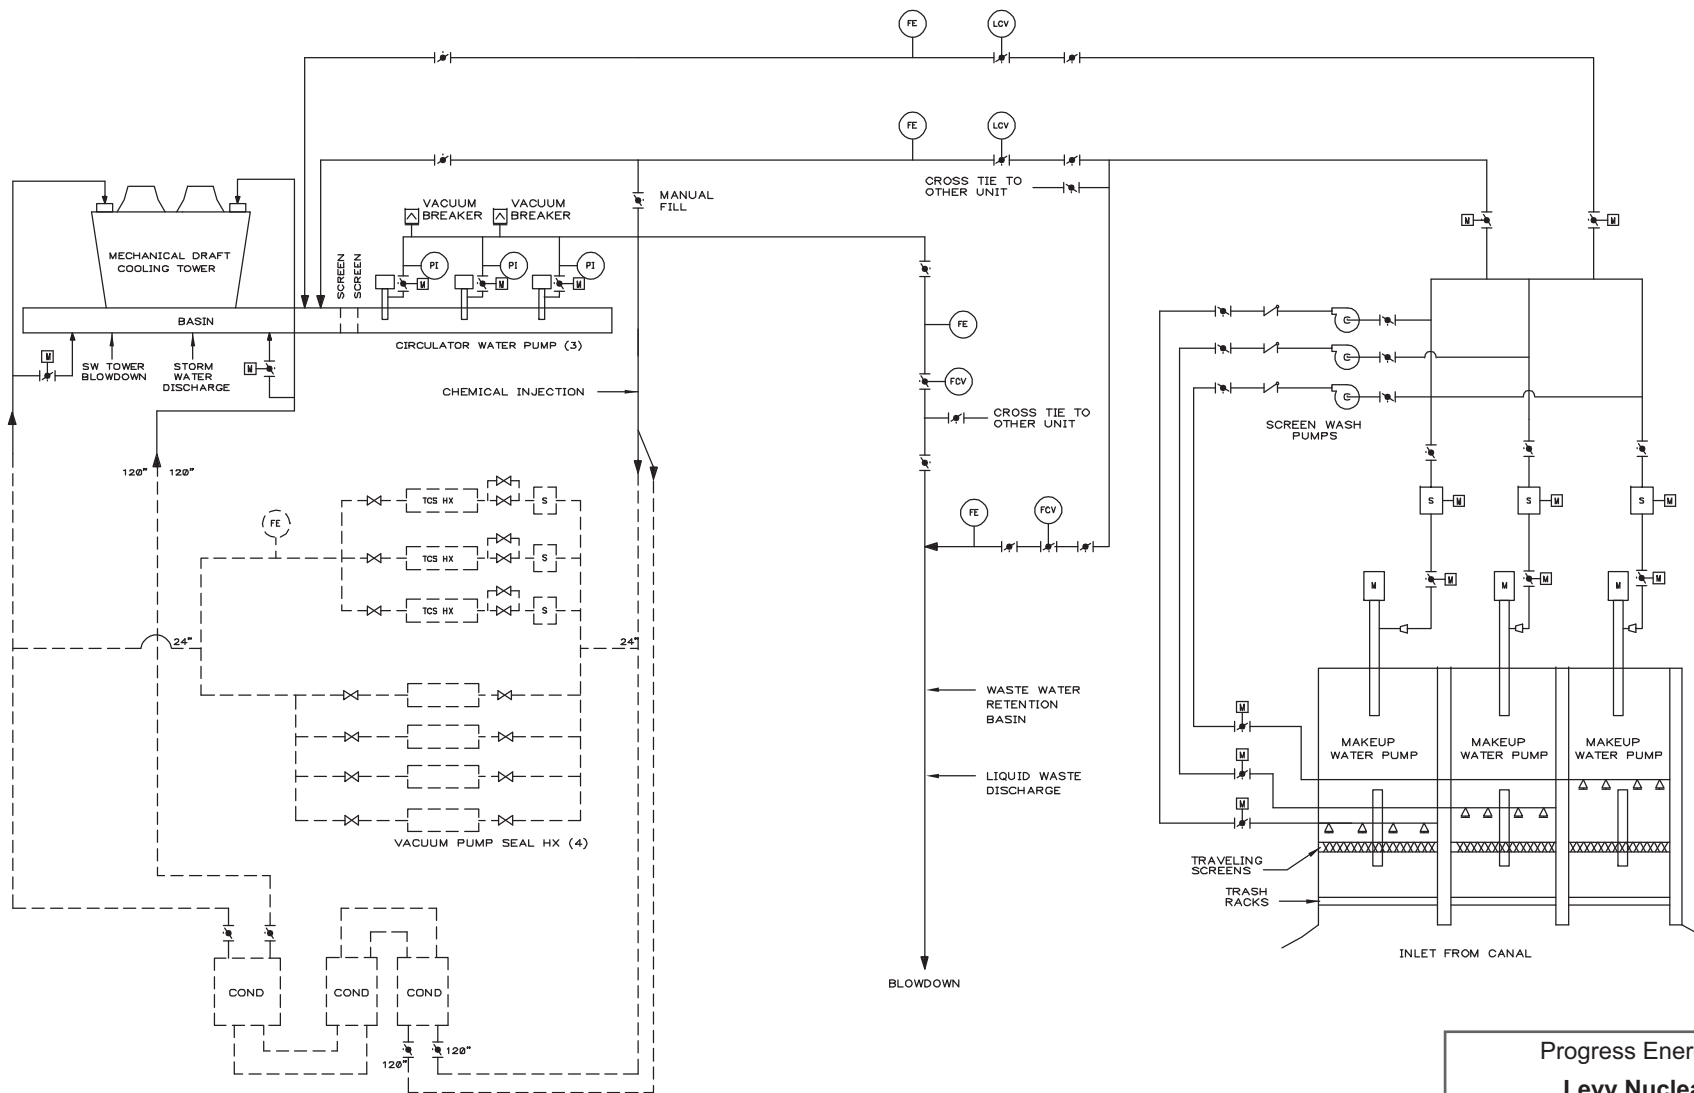 FE
LCV
FE
LCV
CROSS TIE TO
OTHER UNIT
MANUAL
FILL
VACUUM
BREAKER
VACUUM
BREAKER
M
M
MECHANICAL DRAFT
COOLING TOWER
SCREEN
SCREEN
PI
PI
PI
M
M
M
BASIN
CIRCULATOR WATER PUMP (3)
FE
M
SW TOWER
BLOWDOWN
STORM
WATER
DISCHARGE
M
C
C
C
CHEMICAL INJECTION
FCV
CROSS TIE TO
OTHER UNIT
SCREEN WASH
PUMPS
120"
120"
TCS HX
S
S
M
S
M
S
M
FE
FE
FCV
TCS HX
S
TCS HX
S
M
M
M
M
M
M
24"
24"
WASTE WATER
RETENTION
BASIN
M
MAKEUP
WATER PUMP
MAKEUP
WATER PUMP
MAKEUP
WATER PUMP
M
LIQUID WASTE
DISCHARGE
M
VACUUM PUMP SEAL HX (4)
TRAVELING
SCREENS
TRASH
RACKS
INLET FROM CANAL
BLOWDOWN
COND
COND
COND
120"
120"
Progress Ener
Levy Nuclea